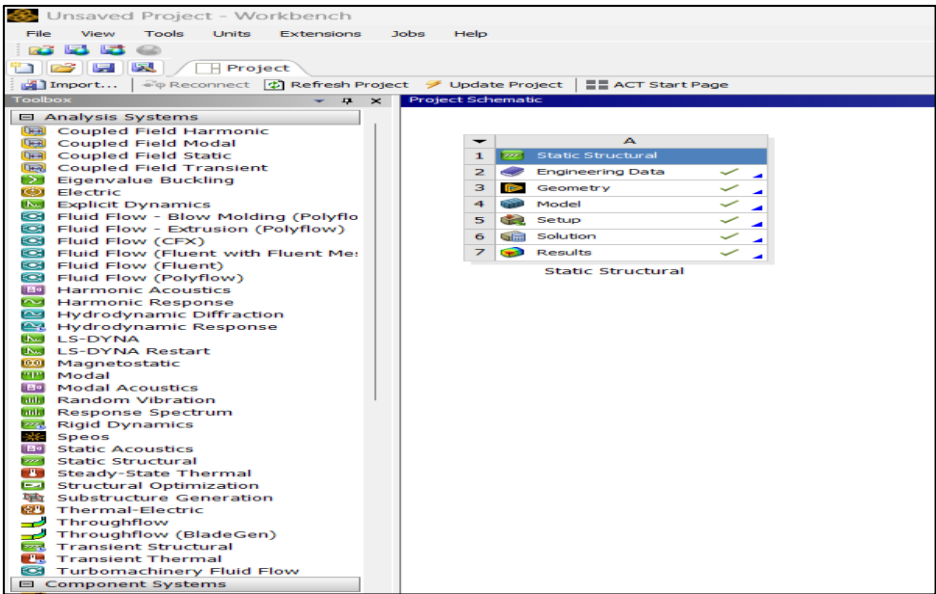 Unsaved Project - Workbench
File View Tools Units Extensions Jobs Help
Project
Import... Reconnect Refresh Project Update Project ACT Start Page
Toolbox
Project Schematic
Analysis Systems
Coupled Field Harmonic
Coupled Field Modal
Coupled Field Static
Coupled Field Transient
Eigenvalue Buckling
Electric
Explicit Dynamics
Fluid Flow - Blow Molding (Polyflo
Fluid Flow - Extrusion (Polyflow)
Fluid Flow (CFX)
Fluid Flow (Fluent with Fluent Me:
Fluid Flow (Fluent)
Fluid Flow (Polyflow)
Harmonic Acoustics
Harmonic Response
Hydrodynamic Diffraction
Hydrodynamic Response
LS-DYNA
LS-DYNA Restart
Magnetostatic
Modal
Modal Acoustics
Random Vibration
Response Spectrum
Rigid Dynamics
Speos
Static Acoustics
Static Structural
Steady-State Thermal
Structural Optimization
Substructure Generation
Thermal-Electric
Throughflow
Throughflow (BladeGen)
Transient Structural
Transient Thermal
Turbomachinery Fluid Flow
Component Systems
A
1 Static Structural
2 Engineering Data
3 Geometry
4 Model
5 Setup
6 Solution
7 Results
Static Structural